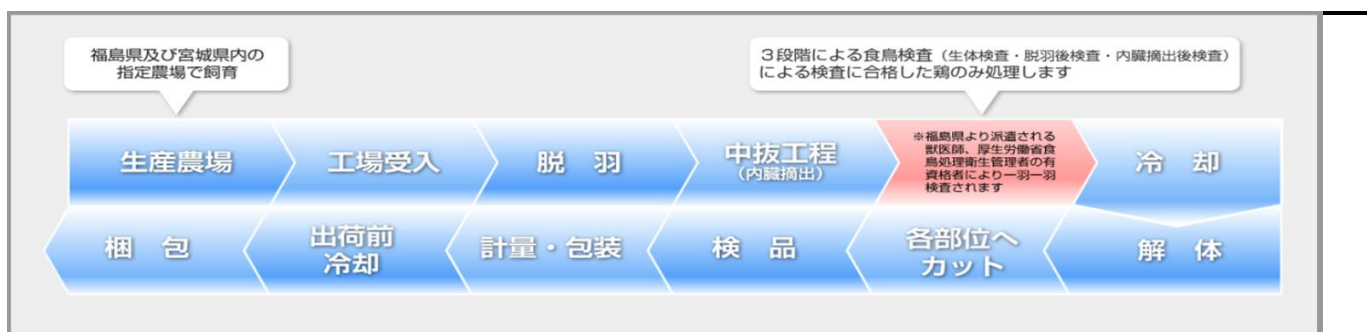 福島県及び宮城県内の
指定農場で飼育
３段階による食鳥検査（生体検査・脱羽後検査・内臓摘出後検査）
による検査に合格した鶏のみ処理します
生産農場
工場受入
脱　羽
中抜工程
（内臓摘出）
※福島県より派遣される
獣医師、厚生労働省食
鳥処理衛生管理者の有
資格者により一羽一羽
検査されます
冷　却
解　体
各部位へ
カット
検　品
計量・包装
出荷前
冷却
梱　包